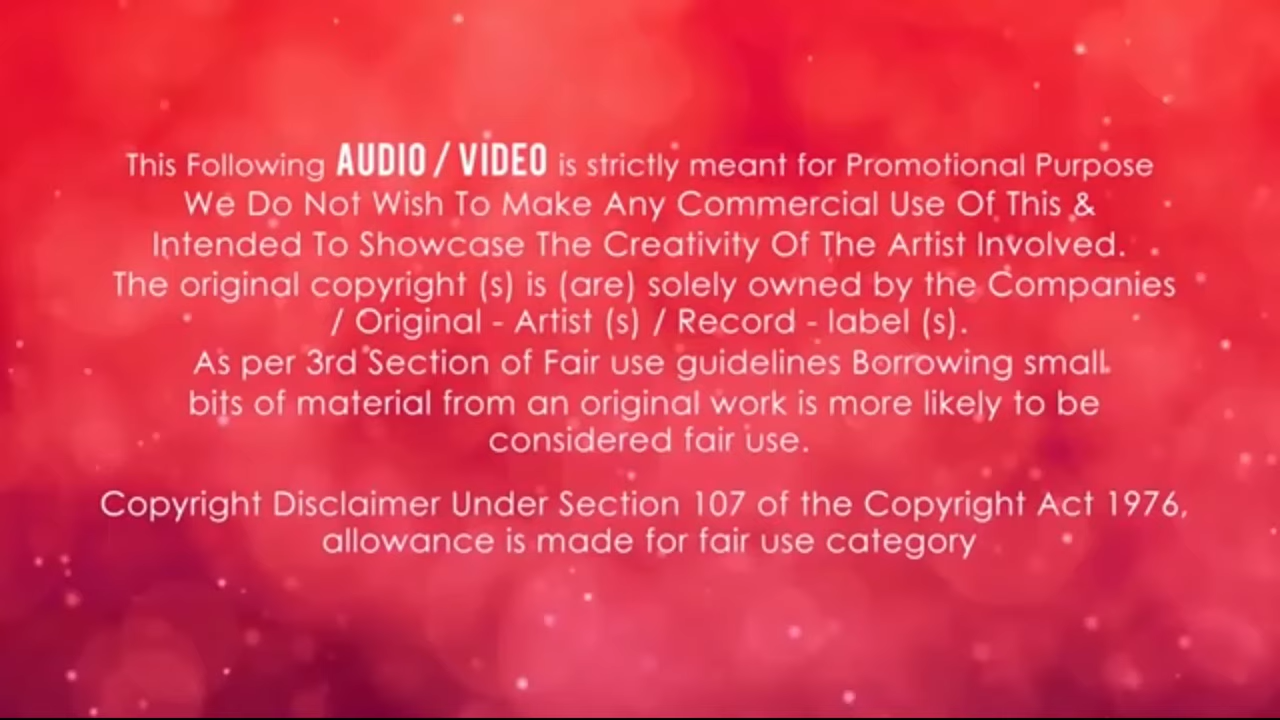 This Following AUDIO / VIDEO is strictly meant for Promotional Purpose
We Do Not Wish To Make Any Commercial Use Of This &
Intended To Showcase The Creativity Of The Artist Involved.
The original copyright (s) is (are) solely owned by the Companies
/ Original - Artist (s) / Record - label (s).
As per 3rd Section of Fair use guidelines Borrowing small
bits of material from an original work is more likely to be
considered fair use.
Copyright Disclaimer Under Section 107 of the Copyright Act 1976,
allowance is made for fair use category